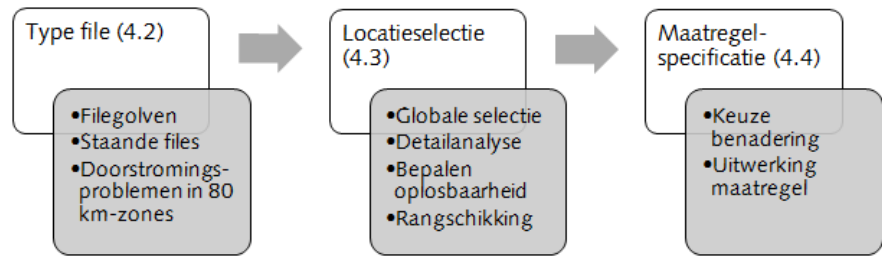 Type file (4.2)
•Filegolven
•Staande files
•Doorstromings-
problemen in 80
km-zones
Locatieselectie
(4.3)
•Globale selectie
•Detailanalyse
•Bepalen
oplosbaarheid
•Rangschikking
Maatregel-
specificatie (4.4)
•Keuze
benadering
•Uitwerking
maatregel